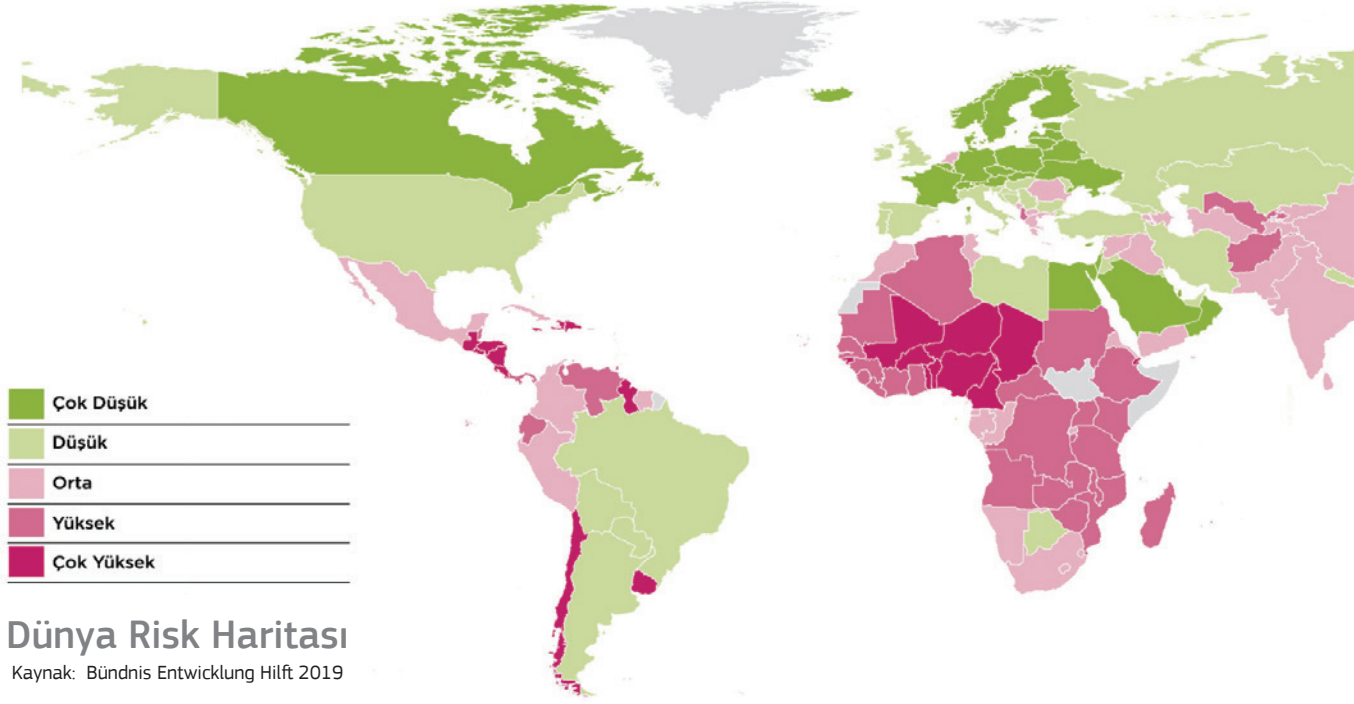 Çok Düşük
Düşük
Orta
Yüksek
Çok Yüksek
Dünya Risk Haritası
Kaynak: Bündnis Entwicklung Hilft 2019